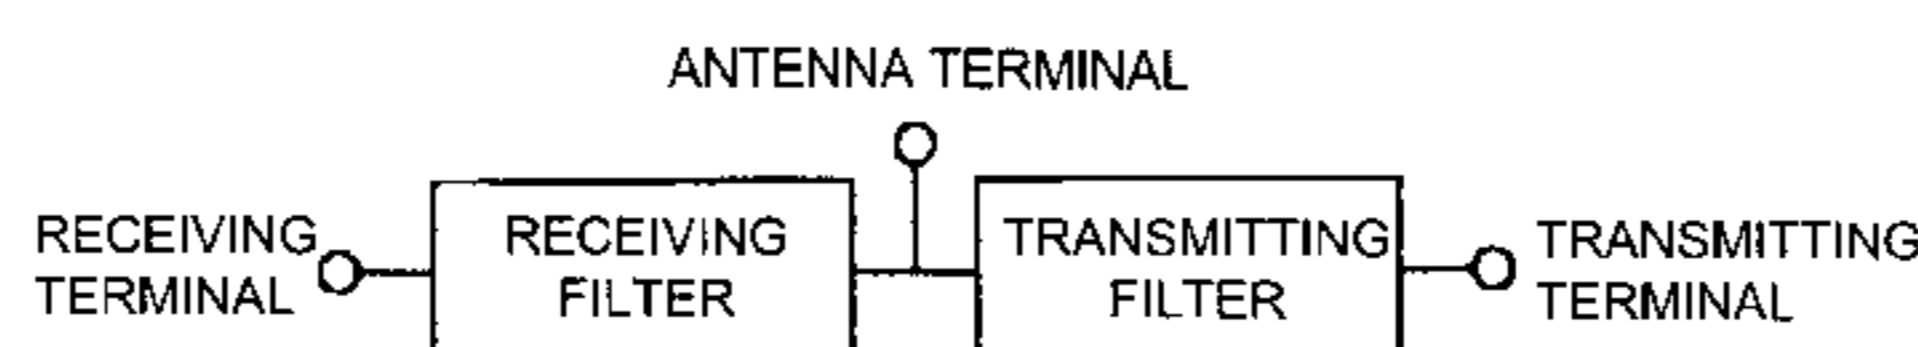 ANTENNA TERMINAL
RECEIVING
TERMINAL
RECEIVING
FILTER
TRANSMITTING
FILTER
TRANSMITTING
TERMINAL